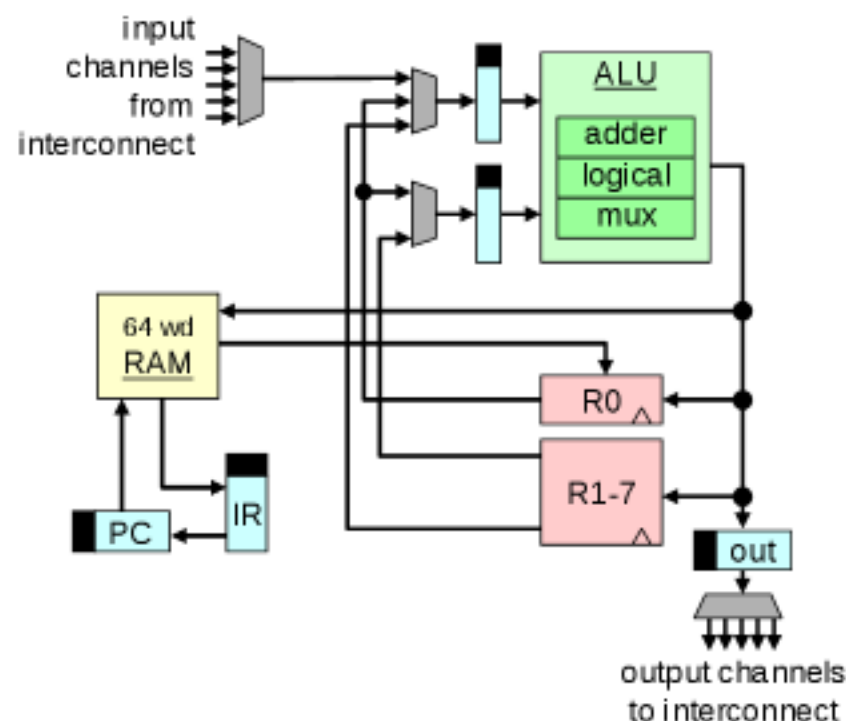 input
channels
from
interconnect
ALU
adder
logical
mux
64 wd
RAM
R0
R1-7
IR
PC
out
output channels
to interconnect